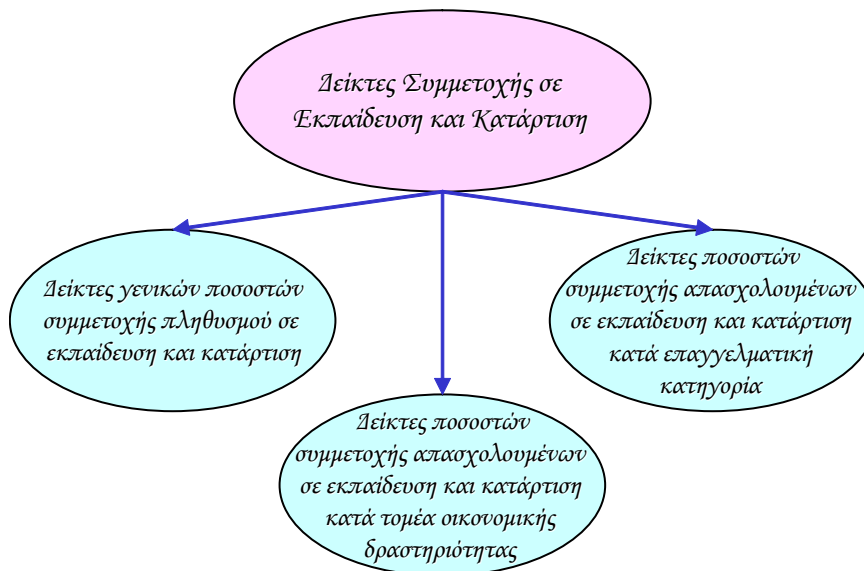 Δείκτες Συμμετοχής σε
Εκπαίδευση και Κατάρτιση
Δείκτες γενικών ποσοστών
συμμετοχής πληθυσμού σε
εκπαίδευση και κατάρτιση
Δείκτες ποσοστών
συμμετοχής απασχολουμένων
σε εκπαίδευση και κατάρτιση
κατά τομέα οικονομικής
δραστηριότητας
Δείκτες ποσοστών
συμμετοχής απασχολουμένων
σε εκπαίδευση και κατάρτιση
κατά επαγγελματική
κατηγορία